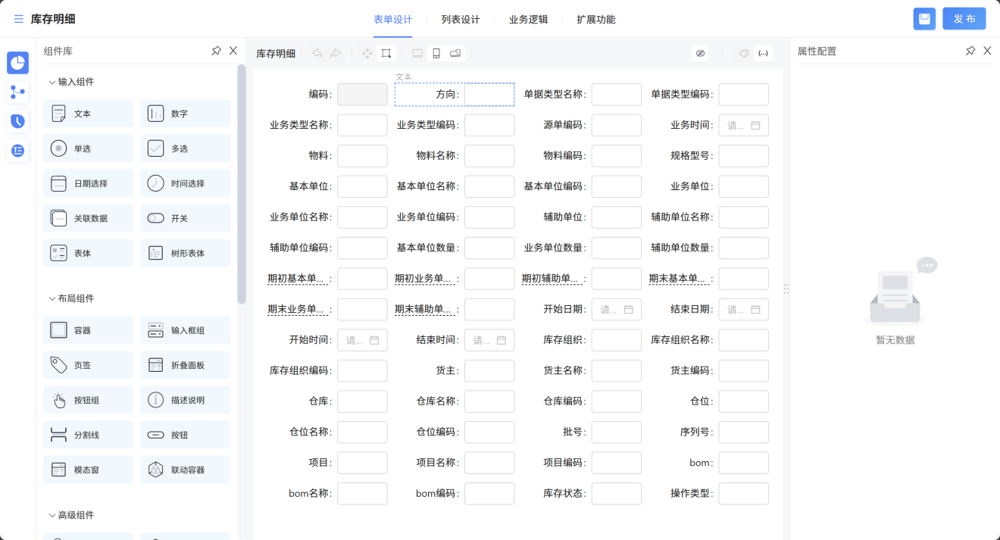 库存明细
表单设计 列表设计 业务逻辑 扩展功能
发 布
组件库
输入组件
文本 数字
单选 多选
日期选择 时间选择
关联数据 开关
表体 树形表体
布局组件
容器 输入框组
页签 折叠面板
按钮组 描述说明
分割线 按钮
模态窗 联动容器
高级组件
库存明细
文本
编码: 方向: 单据类型名称: 单据类型编码:
业务类型名称: 业务类型编码: 源单编码: 业务时间: 请...
物料: 物料名称: 物料编码: 规格型号:
基本单位: 基本单位名称: 基本单位编码: 业务单位:
业务单位名称: 业务单位编码: 辅助单位: 辅助单位名称:
辅助单位编码: 基本单位数量: 业务单位数量: 辅助单位数量:
期初基本单...: 期初业务单...: 期初辅助单...: 期末基本单...:
期末业务单...: 期末辅助单...: 开始日期: 请... 结束日期: 请...
开始时间: 请... 结束时间: 请... 库存组织: 库存组织名称:
库存组织编码: 货主: 货主名称: 货主编码:
仓库: 仓库名称: 仓库编码: 仓位:
仓位名称: 仓位编码: 批号: 序列号:
项目: 项目名称: 项目编码: bom:
bom名称: bom编码: 库存状态: 操作类型:
属性配置
暂无数据